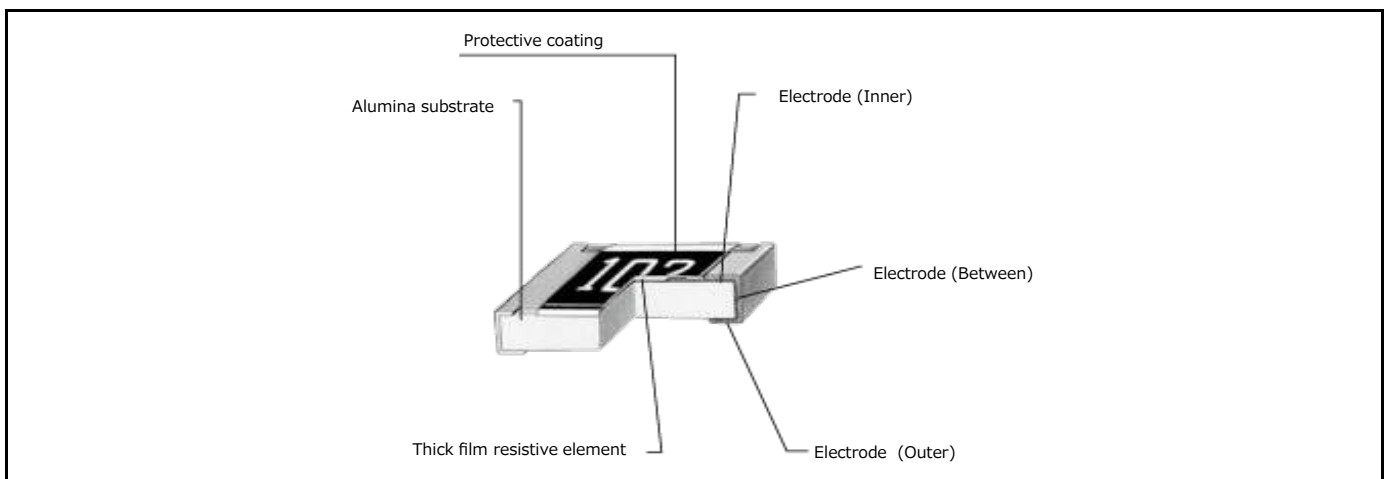 Protective coating
Alumina substrate
Electrode (Inner)
102
Electrode (Between)
Thick film resistive element
Electrode (Outer)